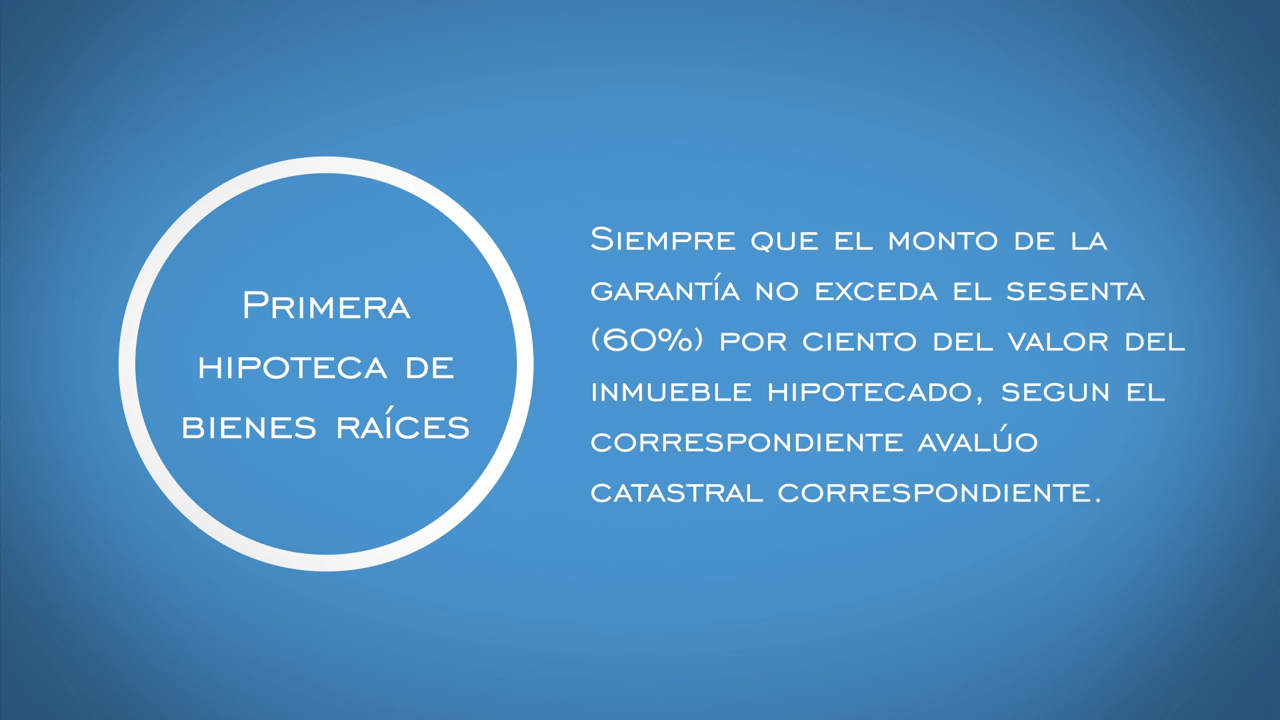 Primera
hipoteca de
bienes raíces
Siempre que el monto de la
garantía no exceda el sesenta
(60%) por ciento del valor del
inmueble hipotecado, segun el
correspondiente avalúo
catastral correspondiente.